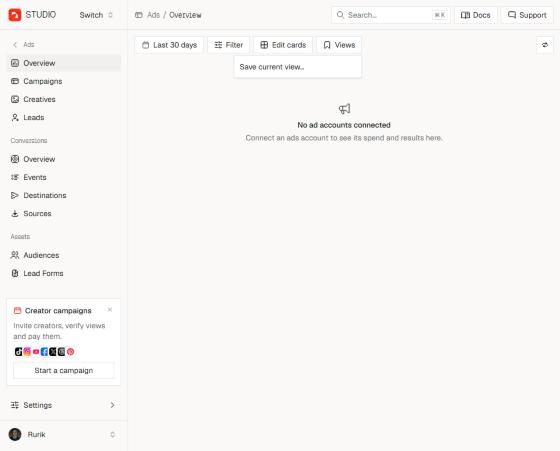 STUDIO
Switch
Ads / Overview
Search...
⌘ K
Docs
Support
Ads
Overview
Campaigns
Creatives
Leads
Conversions
Overview
Events
Destinations
Sources
Assets
Audiences
Lead Forms
Creator campaigns
Invite creators, verify views
and pay them.
Start a campaign
Settings
Rurik
Last 30 days
Filter
Edit cards
Views
Save current view...
No ad accounts connected
Connect an ads account to see its spend and results here.